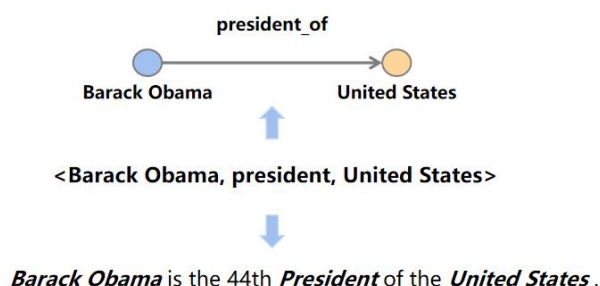 president_of
Barack Obama United States
<Barack Obama, president, United States>
Barack Obama is the 44th President of the United States .